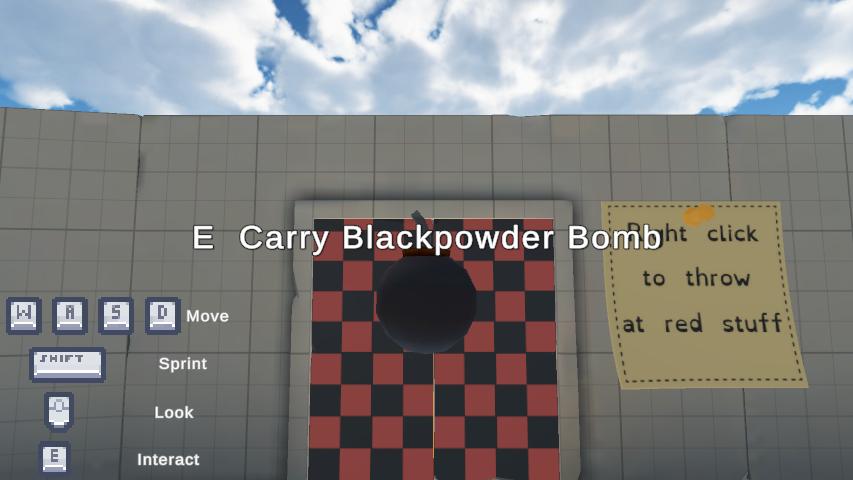 E Carry Blackpowder Bomb
Right click
to throw
at red stuff
W A S D Move
SHIFT Sprint
Look
E Interact